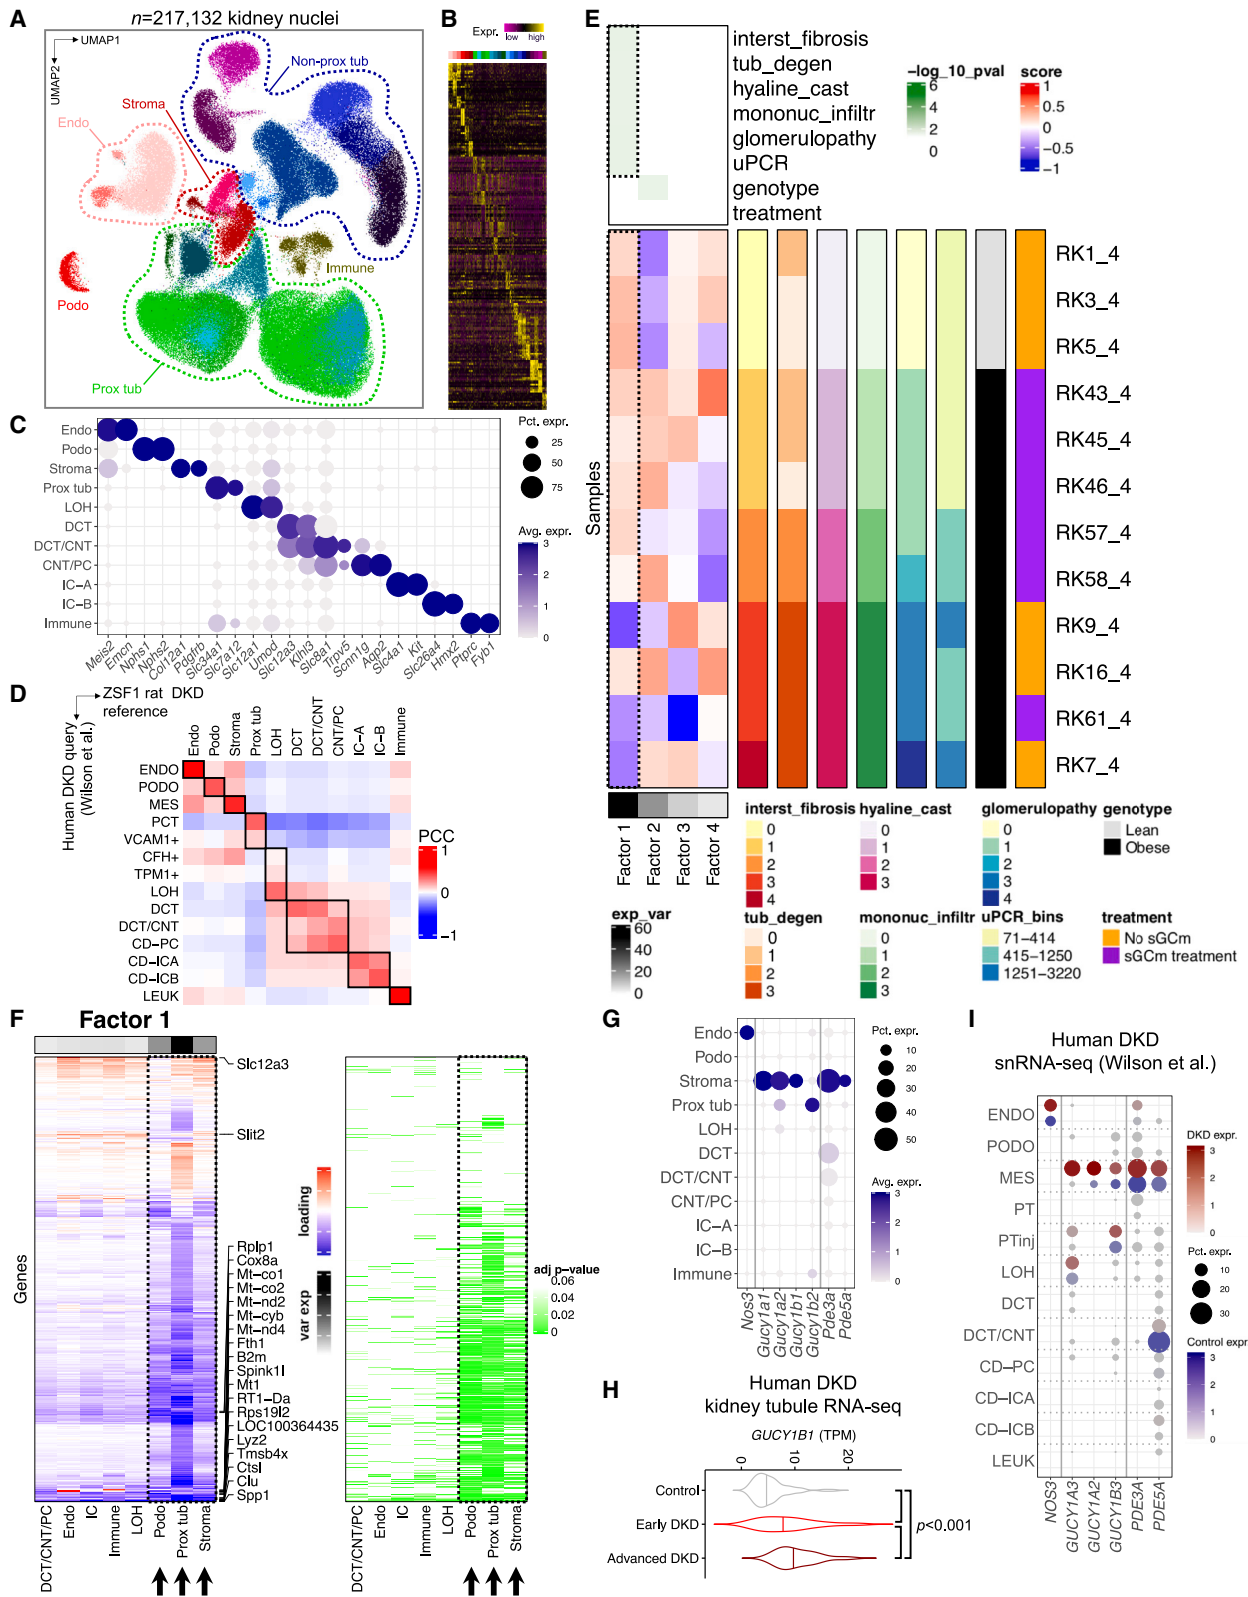 A
n=217,132 kidney nuclei
UMAP1
UMAP2
Non-prox tub
Stroma
Endo
Immune
Podo
Prox tub
B
Expr.
low
high
C
Endo
Podo
Stroma
Prox tub
LOH
DCT
DCT/CNT
CNT/PC
IC-A
IC-B
Immune
Meis2
Emcn
Nphs1
Nphs2
Col12a1
Pdgfrb
Slc34a1
Slc7a12
Slc12a1
Umod
Slc12a3
Klhl3
Slc8a1
Trpv5
Scnn1g
Aqp2
Slc4a1
Kit
Slc26a4
Hmx2
Ptprc
Fyb1
Pct. expr.
25
50
75
Avg. expr.
3
2
1
0
D
ZSF1 rat DKD
reference
Human DKD query
(Wilson et al.)
Endo
Podo
Stroma
Prox tub
LOH
DCT
DCT/CNT
CNT/PC
IC-A
IC-B
Immune
ENDO
PODO
MES
PCT
VCAM1+
CFH+
TPM1+
LOH
DCT
DCT/CNT
CD-PC
CD-ICA
CD-ICB
LEUK
PCC
1
0
-1
E
interst_fibrosis
tub_degen
hyaline_cast
mononuc_infiltr
glomerulopathy
uPCR
genotype
treatment
-log_10_pval
6
4
2
0
score
1
0.5
0
-0.5
-1
Samples
RK1_4
RK3_4
RK5_4
RK43_4
RK45_4
RK46_4
RK57_4
RK58_4
RK9_4
RK16_4
RK61_4
RK7_4
Factor 1
Factor 2
Factor 3
Factor 4
exp_var
60
40
20
0
interst_fibrosis
0
1
2
3
4
hyaline_cast
0
1
2
3
glomerulopathy
0
1
2
3
4
genotype
Lean
Obese
tub_degen
0
1
2
3
mononuc_infiltr
0
1
2
3
uPCR_bins
71-414
415-1250
1251-3220
treatment
No sGCm
sGCm treatment
F
Factor 1
Genes
Slc12a3
Slit2
Rplp1
Cox8a
Mt-co1
Mt-co2
Mt-nd2
Mt-cyb
Mt-nd4
Fth1
B2m
Spink1l
Mt1
RT1-Da
Rps19l2
LOC100364435
Lyz2
Tmsb4x
Ctsl
Clu
Spp1
DCT/CNT/PC
Endo
IC
Immune
LOH
Podo
Prox tub
Stroma
loading
var exp
DCT/CNT/PC
Endo
IC
Immune
LOH
Podo
Prox tub
Stroma
adj p-value
0.06
0.04
0.02
0
G
Endo
Podo
Stroma
Prox tub
LOH
DCT
DCT/CNT
CNT/PC
IC-A
IC-B
Immune
Nos3
Gucy1a1
Gucy1a2
Gucy1b1
Gucy1b2
Pde3a
Pde5a
Pct. expr.
10
20
30
40
50
Avg. expr.
3
2
1
0
H
Human DKD
kidney tubule RNA-seq
GUCY1B1 (TPM)
0
10
20
Control
Early DKD
Advanced DKD
p<0.001
I
Human DKD
snRNA-seq (Wilson et al.)
ENDO
PODO
MES
PT
PTinj
LOH
DCT
DCT/CNT
CD-PC
CD-ICA
CD-ICB
LEUK
NOS3
GUCY1A3
GUCY1A2
GUCY1B3
PDE3A
PDE5A
DKD expr.
3
2
1
0
Pct. expr.
10
20
30
Control expr
3
2
1
0